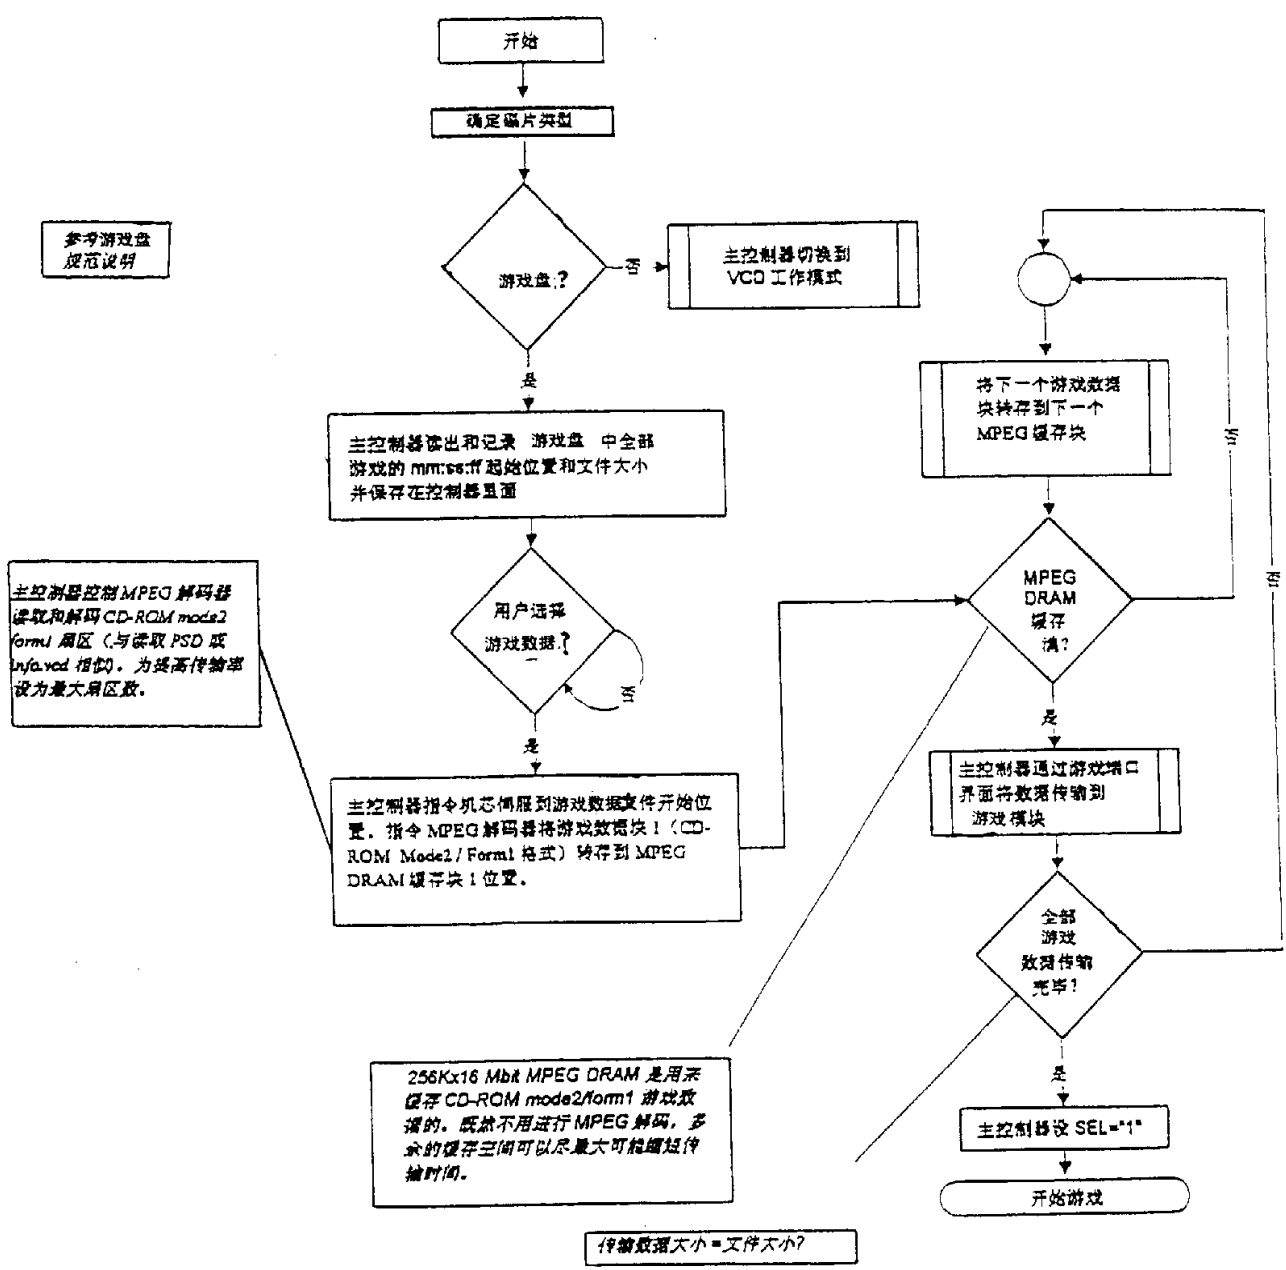 开始
确定碟片类型
参考游戏盘
规范说明
游戏盘?
否
主控制器切换到
VCD 工作模式
是
主控制器读出和记录 游戏盘 中全部
游戏的 mm:ss:ff 起始位置和文件大小
并保存在控制器里面
用户选择
游戏数据?
否
是
主控制器控制 MPEG 解码器
读取和解码 CD-ROM mode2
form1 扇区（与读取 PSD 或
Info.vcd 相似)，为提高传输率
设为最大扇区数。
主控制器指令机芯伺服到游戏数据文件开始位
置，指令 MPEG 解码器将游戏数据块 1（CD-
ROM Mode2 / Form1 格式）转存到 MPEG
DRAM 缓存块 1 位置。
将下一个游戏数据
块转存到下一个
MPEG 缓存块
否
MPEG
DRAM
缓存
满?
否
是
主控制器通过游戏端口
界面将数据传输到
游戏模块
全部
游戏
数据传输
完毕?
是
主控制器设 SEL="1"
开始游戏
256Kx16 Mbit MPEG DRAM 是用来
缓存 CD-ROM mode2/form1 游戏数
据的。既然不用进行 MPEG 解码，多
余的缓存空间可以尽最大可能缩短传
输时间。
传输数据大小 = 文件大小?